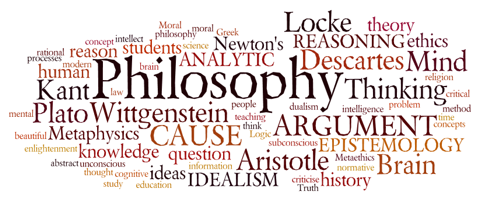 Locke theory
Moral moral Greek
concept intellect philosophy Newton's REASONING ethics
rational reason students science
processes modern brain ANALYTIC Descartes Mind
human religion
Kant law Philosophy Thinking critical
mental people dualism intelligence problem method
Plato Wittgenstein teaching ARGUMENT time
beautiful think concepts
Metaphysics CAUSE Logic subconscious EPISTEMOLOGY
enlightenment knowledge question Aristotle Metaethics Brain
abstract unconscious information normative
thought cognitive ideas IDEALISM criticise history
study education Truth